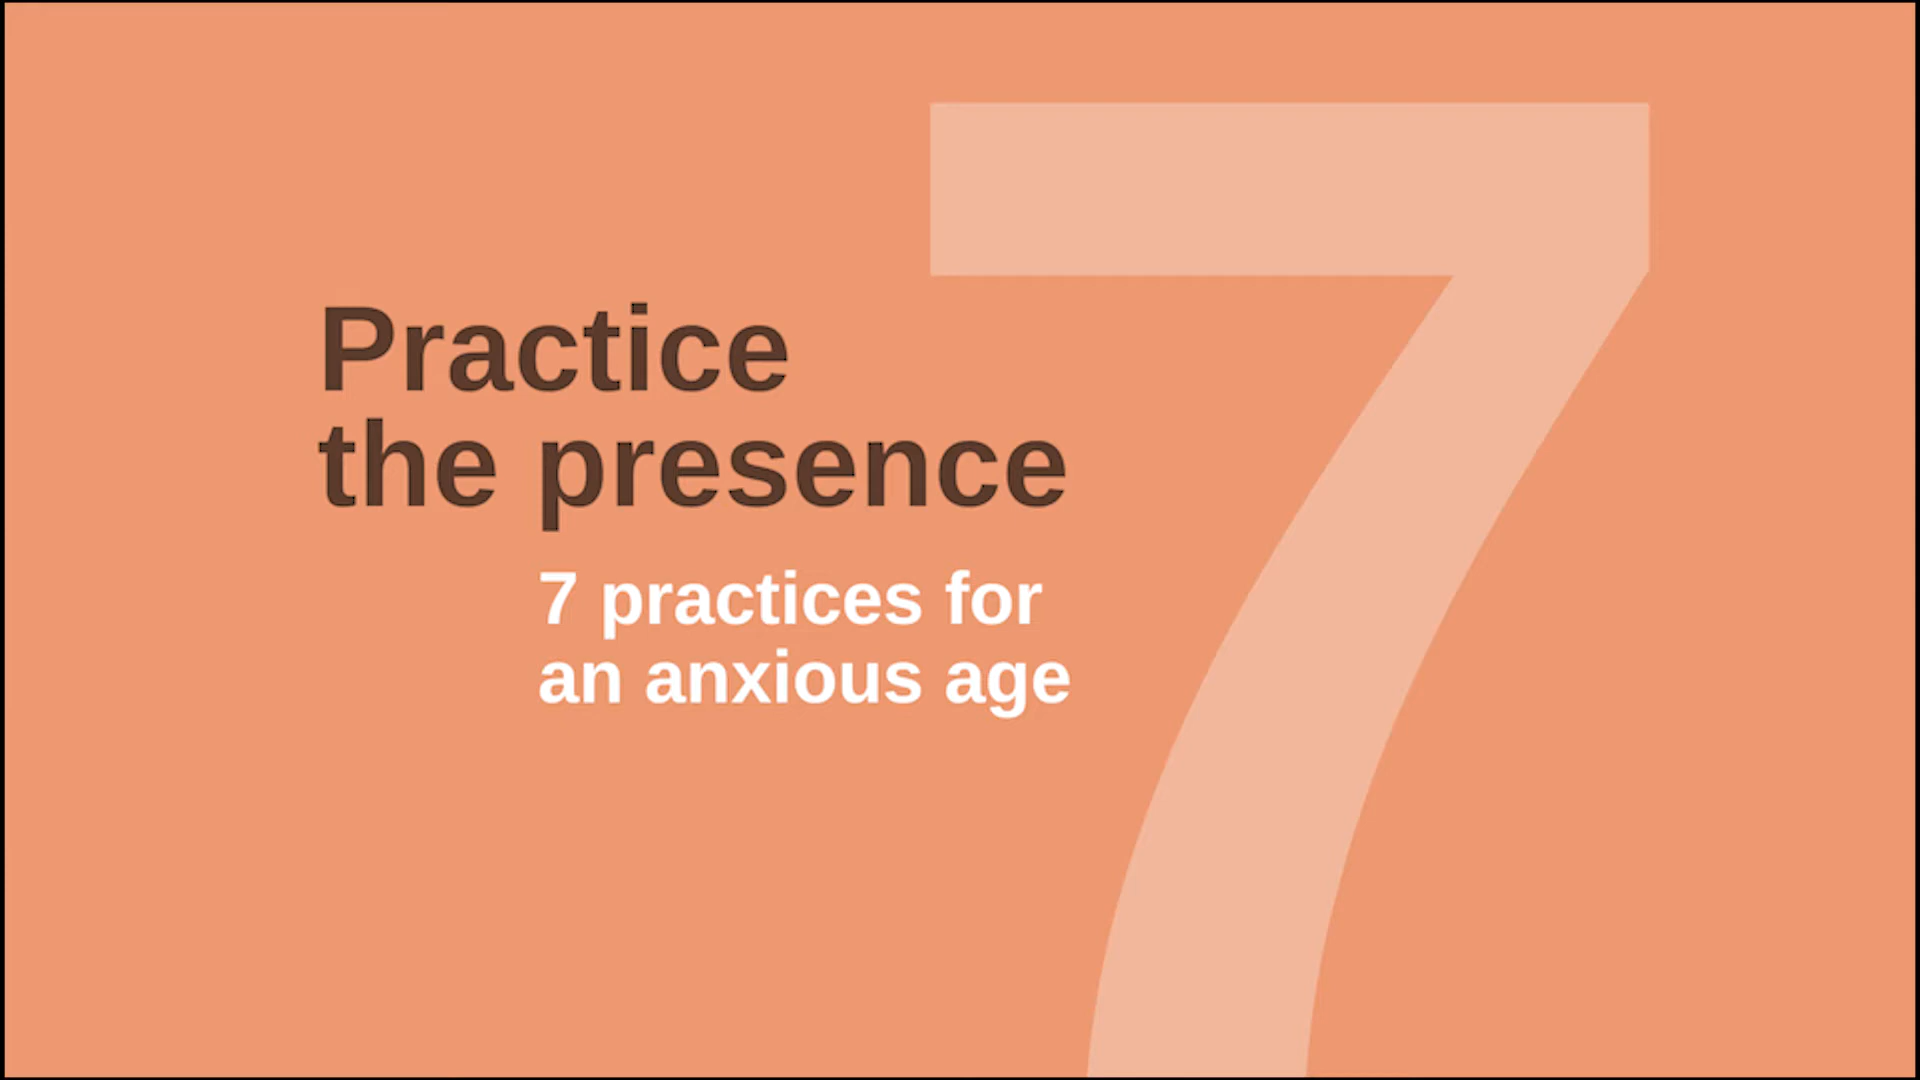 7
Practice
the presence
7 practices for
an anxious age